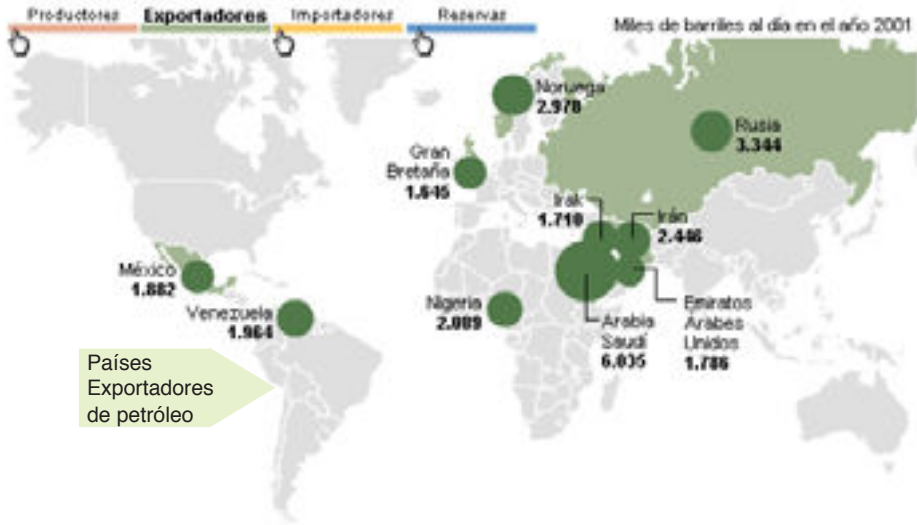 Productores Exportadores Importadores Reservas
Miles de barriles al día en el año 2001
Noruega
2.970
Rusia
3.344
Gran
Bretaña
1.645
Irak
1.710
Irán
2.446
México
1.882
Venezuela
1.964
Nigeria
2.009
Arabia
Saudí
6.035
Emiratos
Arabes
Unidos
1.786
Países
Exportadores
de petróleo